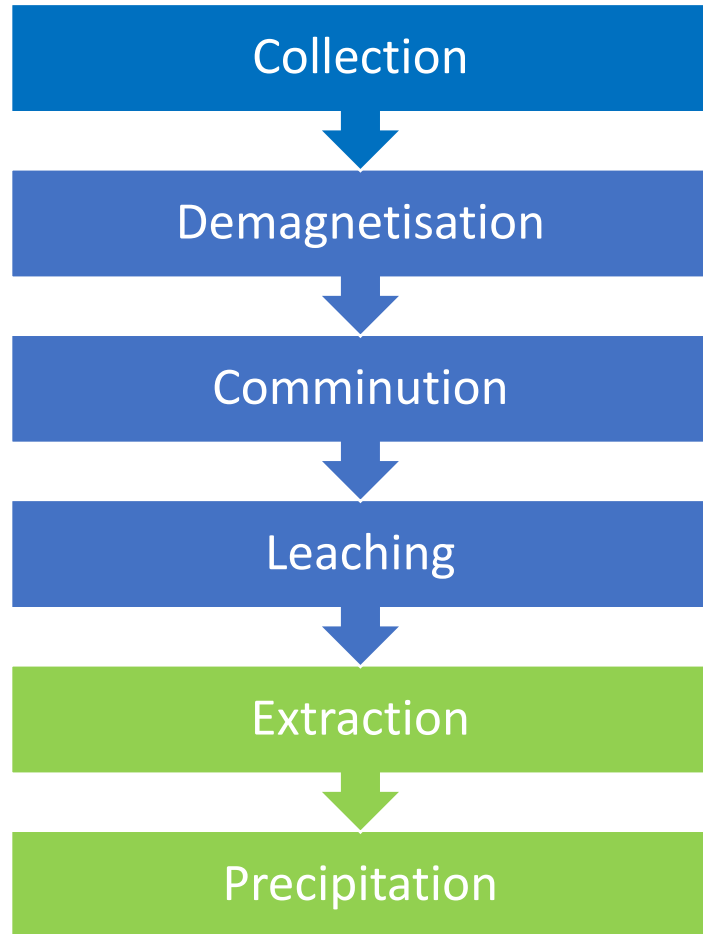 Collection
Demagnetisation
Comminution
Leaching
Extraction
Precipitation